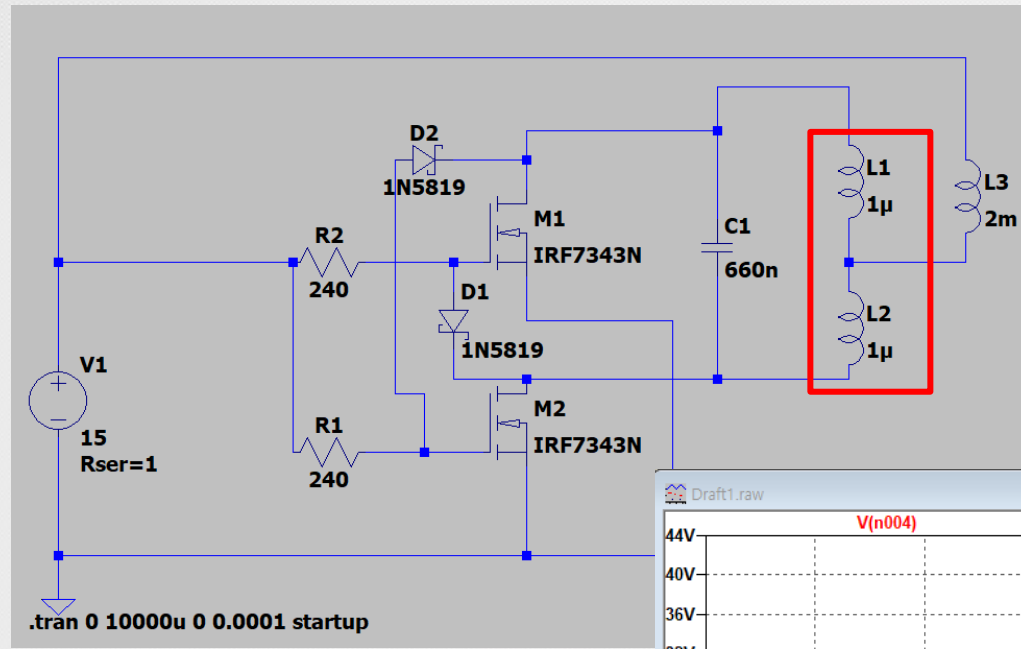 D2
1N5819
L1
1µ
L3
2m
M1
IRF7343N
C1
660n
R2
240
D1
1N5819
L2
1µ
V1
15
Rser=1
M2
IRF7343N
R1
240
Draft1.raw
V(n004)
44V
40V
36V
.tran 0 10000u 0 0.0001 startup